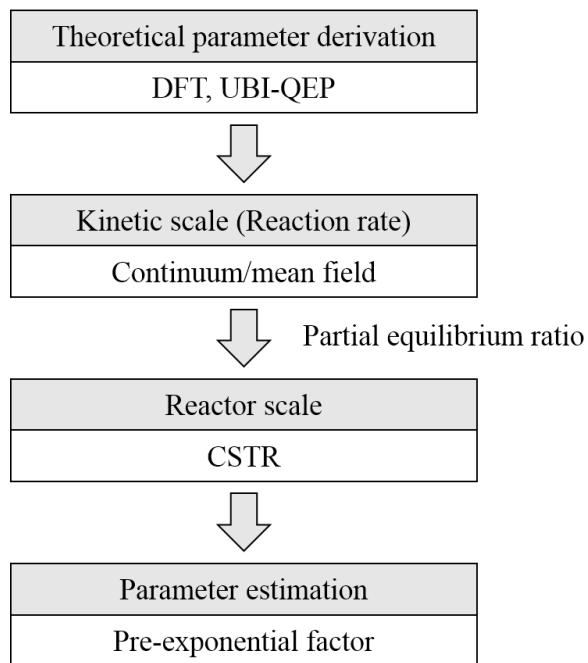 Theoretical parameter derivation
DFT, UBI-QEP
Kinetic scale (Reaction rate)
Continuum/mean field
Partial equilibrium ratio
Reactor scale
CSTR
Parameter estimation
Pre-exponential factor